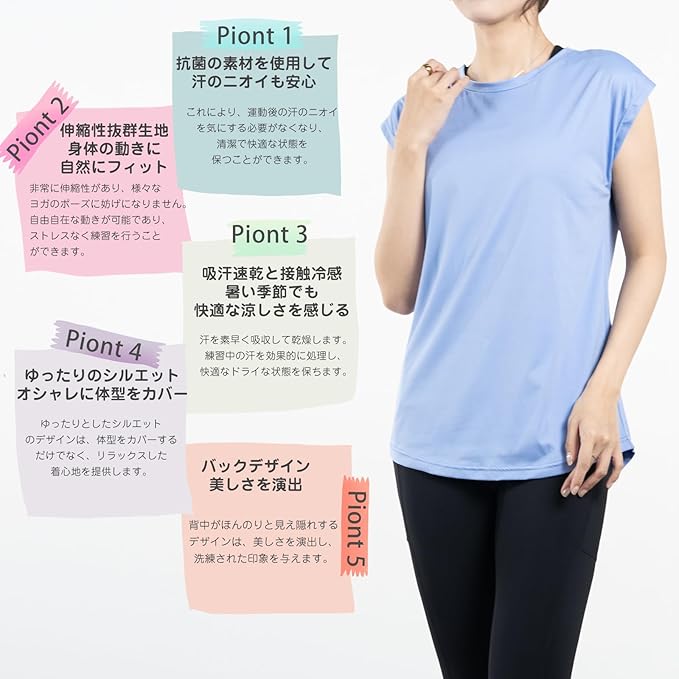 Piont 1
抗菌の素材を使用して
汗のニオイも安心
これにより、運動後の汗のニオイ
を気にする必要がなくなり、
清潔で快適な状態を
保つことができます。
Piont 2
伸縮性抜群生地
身体の動きに
自然にフィット
非常に伸縮性があり、様々な
ヨガのポーズに妨げになりません。
自由自在な動きが可能であり、
ストレスなく練習を行うこと
ができます。
Piont 3
吸汗速乾と接触冷感
暑い季節でも
快適な涼しさを感じる
汗を素早く吸収して乾燥します。
練習中の汗を効果的に処理し、
快適なドライな状態を保ちます。
Piont 4
ゆったりのシルエット
オシャレに体型をカバー
ゆったりとしたシルエット
のデザインは、体型をカバーする
だけでなく、リラックスした
着心地を提供します。
Piont 5
バックデザイン
美しさを演出
背中がほんのりと見え隠れする
デザインは、美しさを演出し、
洗練された印象を与えます。